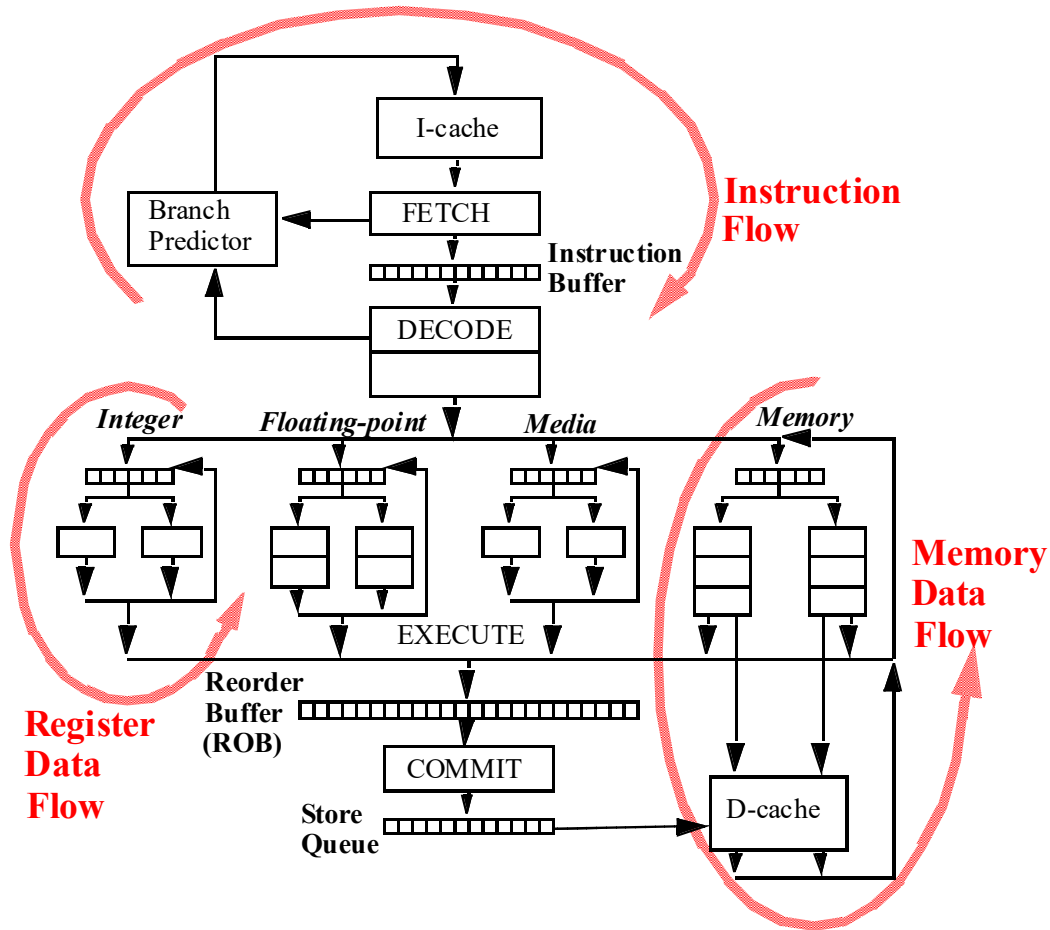 I-cache
Instruction
Flow
Branch
Predictor
FETCH
Instruction
Buffer
DECODE
Integer
Floating-point
Media
Memory
Memory
Data
Flow
EXECUTE
Reorder
Buffer
(ROB)
Register
Data
Flow
COMMIT
Store
Queue
D-cache